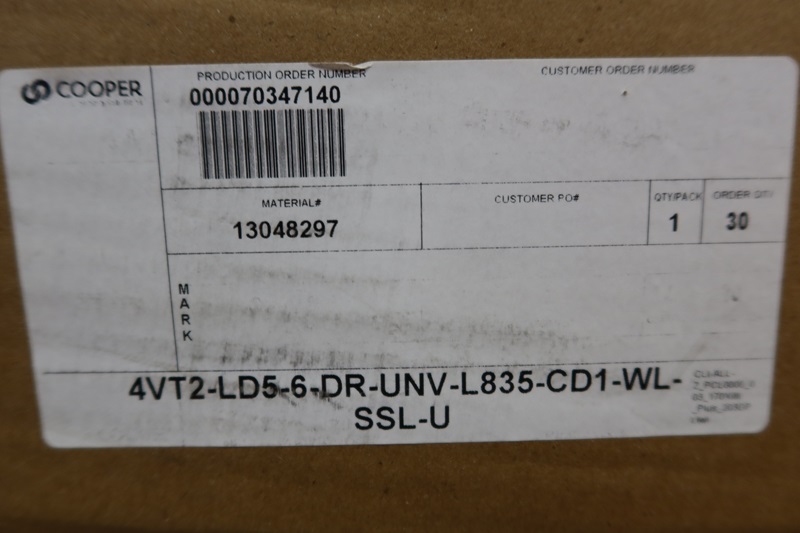 COOPER
PRODUCTION ORDER NUMBER
000070347140
CUSTOMER ORDER NUMBER
MATERIAL#
13048297
CUSTOMER PO#
QTY/PACK
1
ORDER QTY
30
MARK
4VT2-LD5-6-DR-UNV-L835-CD1-WL-
SSL-U